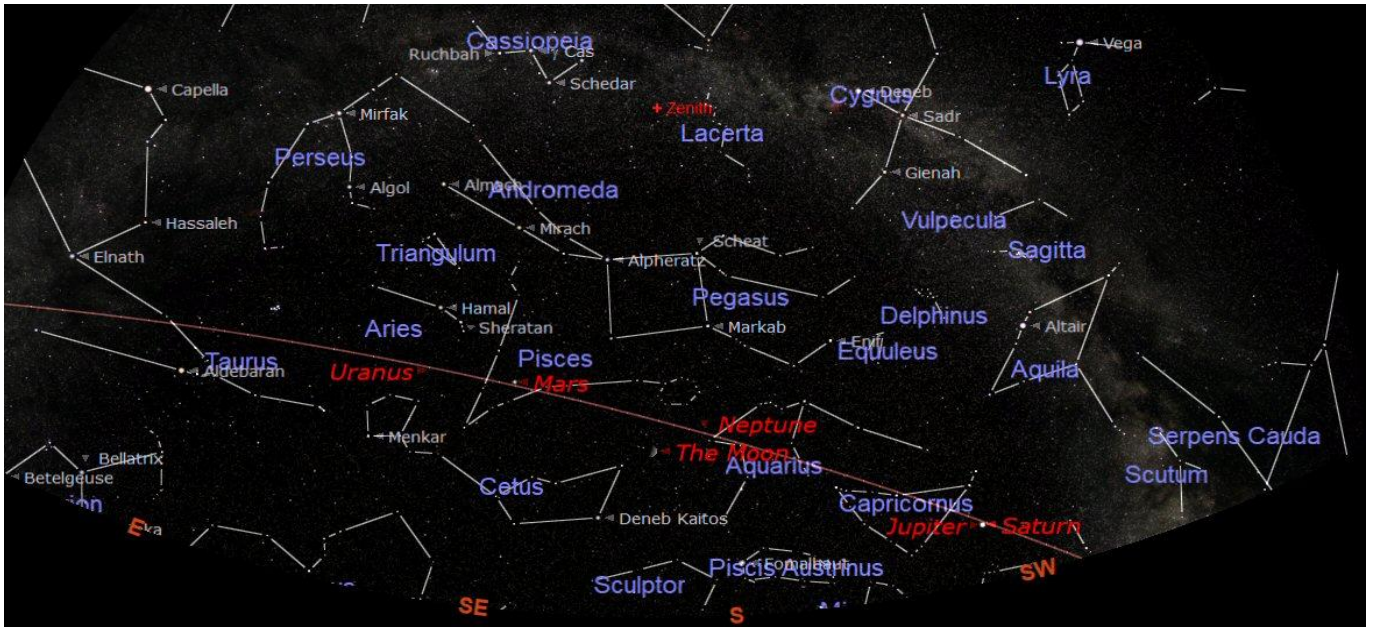 Cassiopeia
Ruchbah
γ Cas
Vega
Lyra
Capella
Schedar
Cygnus
Deneb
Zenith
Mirfak
Sadr
Lacerta
Perseus
Gienah
Algol
Almach
Andromeda
Hassaleh
Vulpecula
Mirach
Triangulum
Scheat
Sagitta
Elnath
Alpheratz
Pegasus
Hamal
Delphinus
Aries
Sheratan
Markab
Altair
Enif
Equuleus
Taurus
Aldebaran
Pisces
Uranus
Mars
Aquila
Neptune
Menkar
The Moon
Serpens Cauda
Bellatrix
Aquarius
Betelgeuse
Scutum
Cetus
Capricornus
ion
Deneb Kaitos
E
ka
Jupiter
Saturn
Piscis Austrinus
Fomalhaut
SW
Sculptor
SE
S